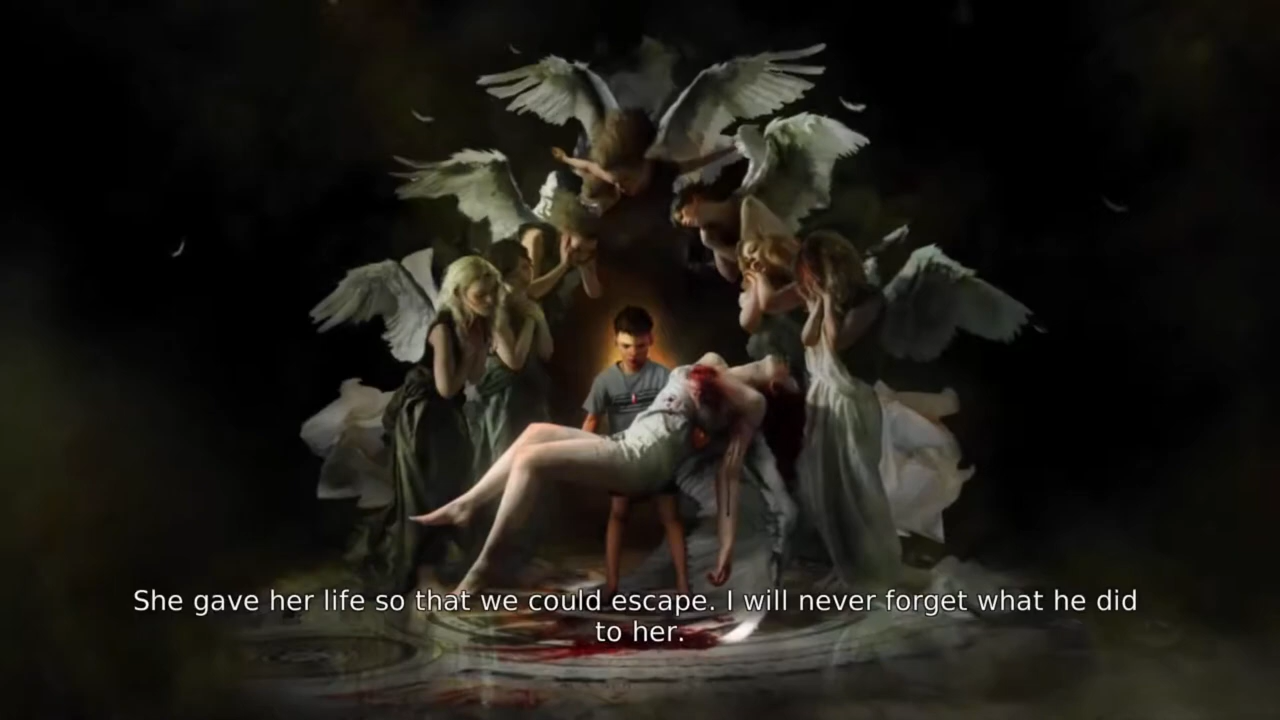 She gave her life so that we could escape. I will never forget what he did
to her.